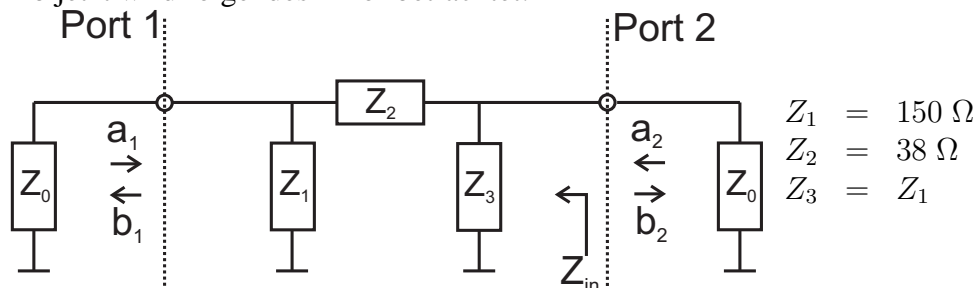 Port 1
Port 2
Z₂
a₁
b₁
Z₀
Z₁
Z₃
Z_in
a₂
b₂
Z₀
Z₁ = 150 Ω
Z₂ = 38 Ω
Z₃ = Z₁